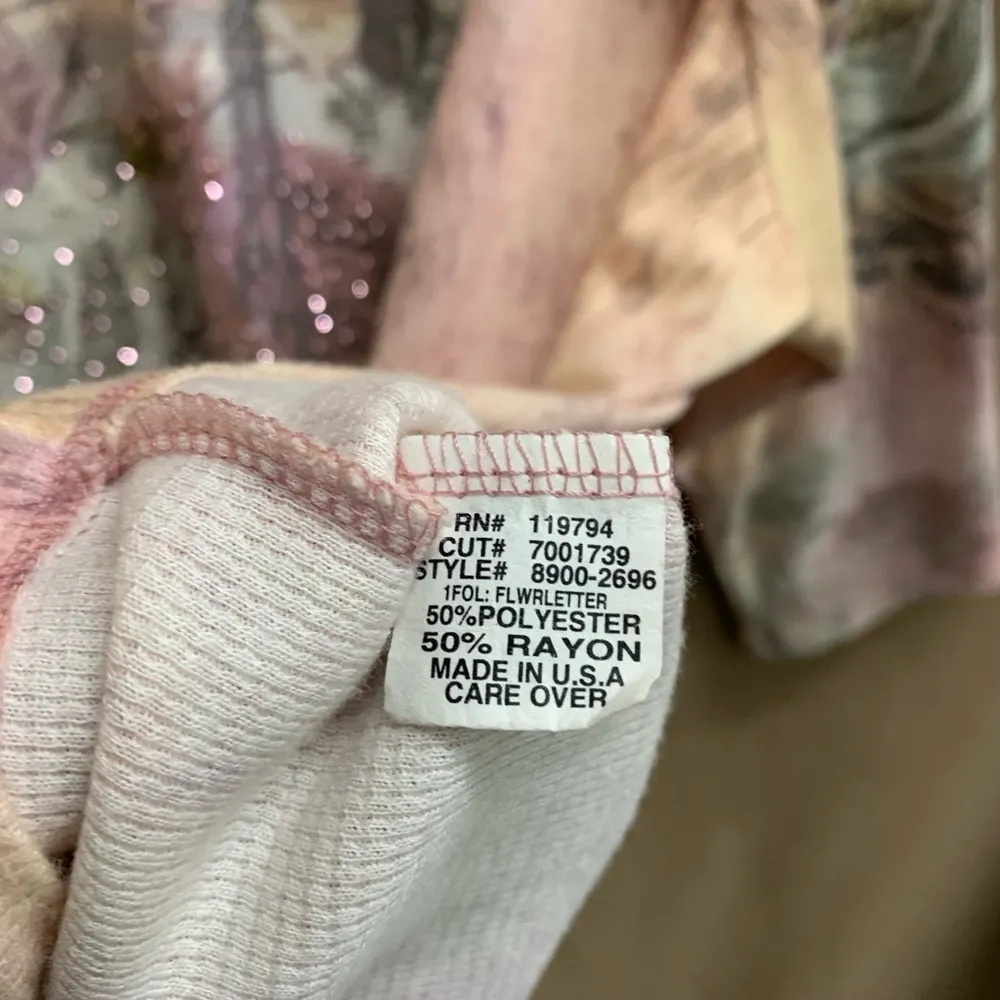 RN# 119794
CUT# 7001739
STYLE# 8900-2696
1FOL: FLWRLETTER
50%POLYESTER
50% RAYON
MADE IN U.S.A
CARE OVER